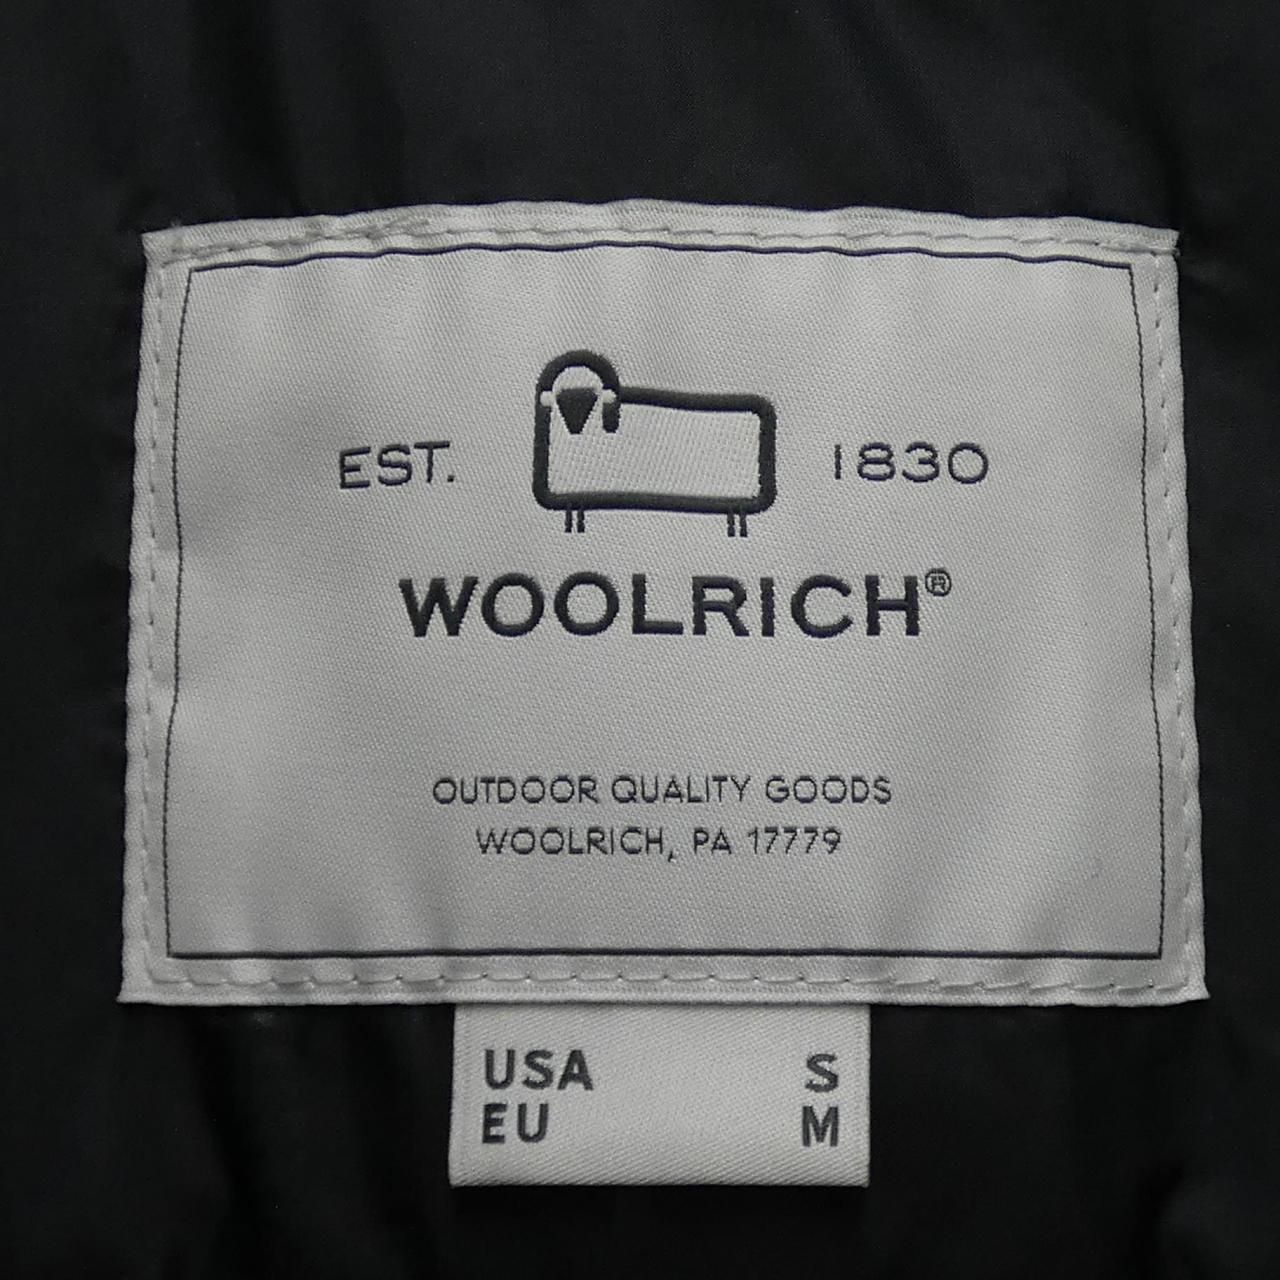 EST. 1830
WOOLRICH®
OUTDOOR QUALITY GOODS
WOOLRICH, PA 17779
USA S
EU M